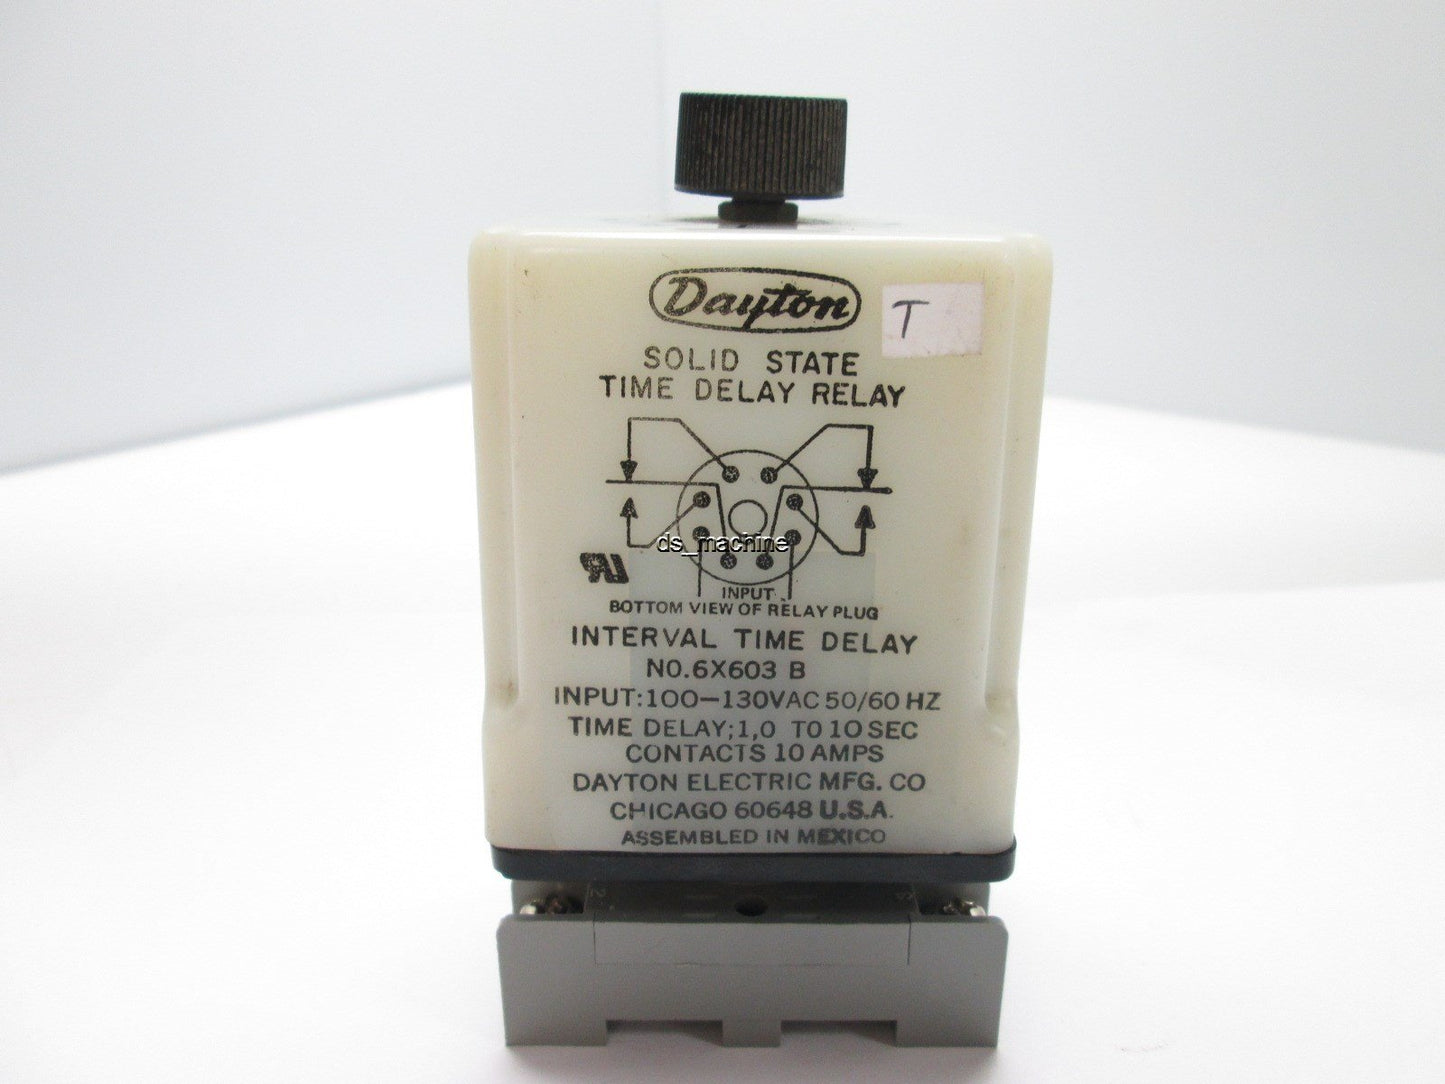 Dayton
T
SOLID STATE
TIME DELAY RELAY
ds_machine
INPUT
BOTTOM VIEW OF RELAY PLUG
INTERVAL TIME DELAY
NO.6X603 B
INPUT:100-130VAC 50/60 HZ
TIME DELAY;1,0 TO 10 SEC
CONTACTS 10 AMPS
DAYTON ELECTRIC MFG. CO
CHICAGO 60648 U.S.A.
ASSEMBLED IN MEXICO
2